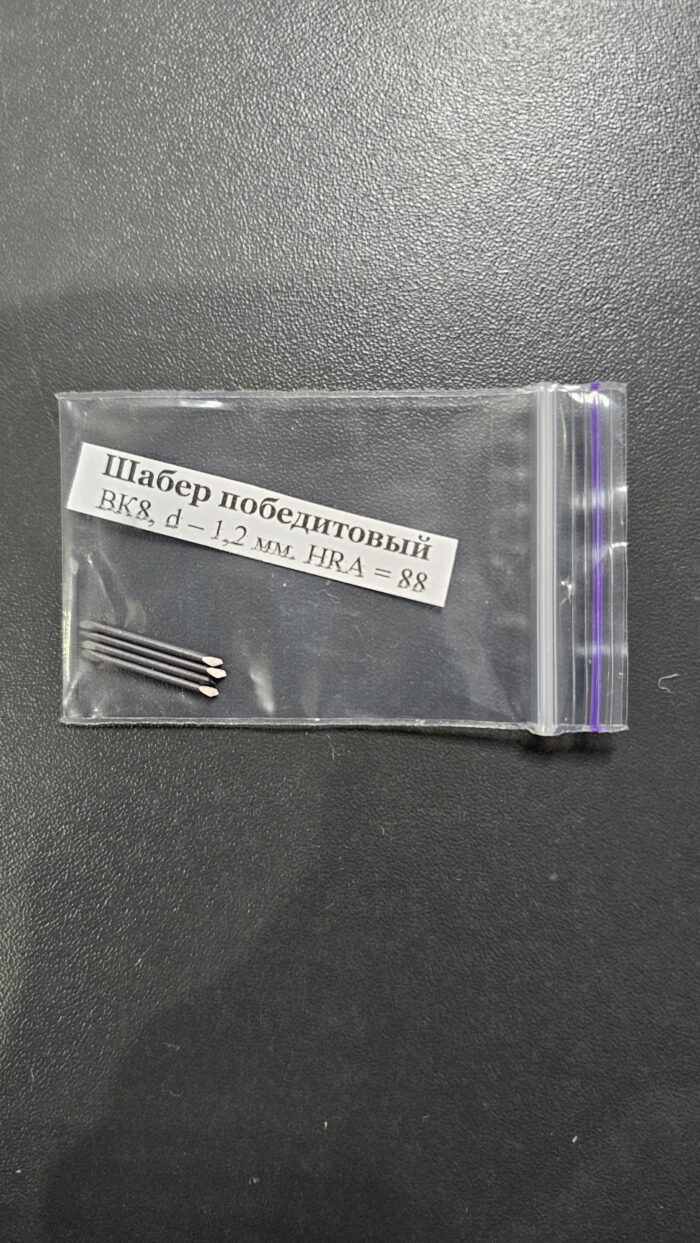 Шабер победитовый
ВК8, d – 1,2 мм. HRA = 88